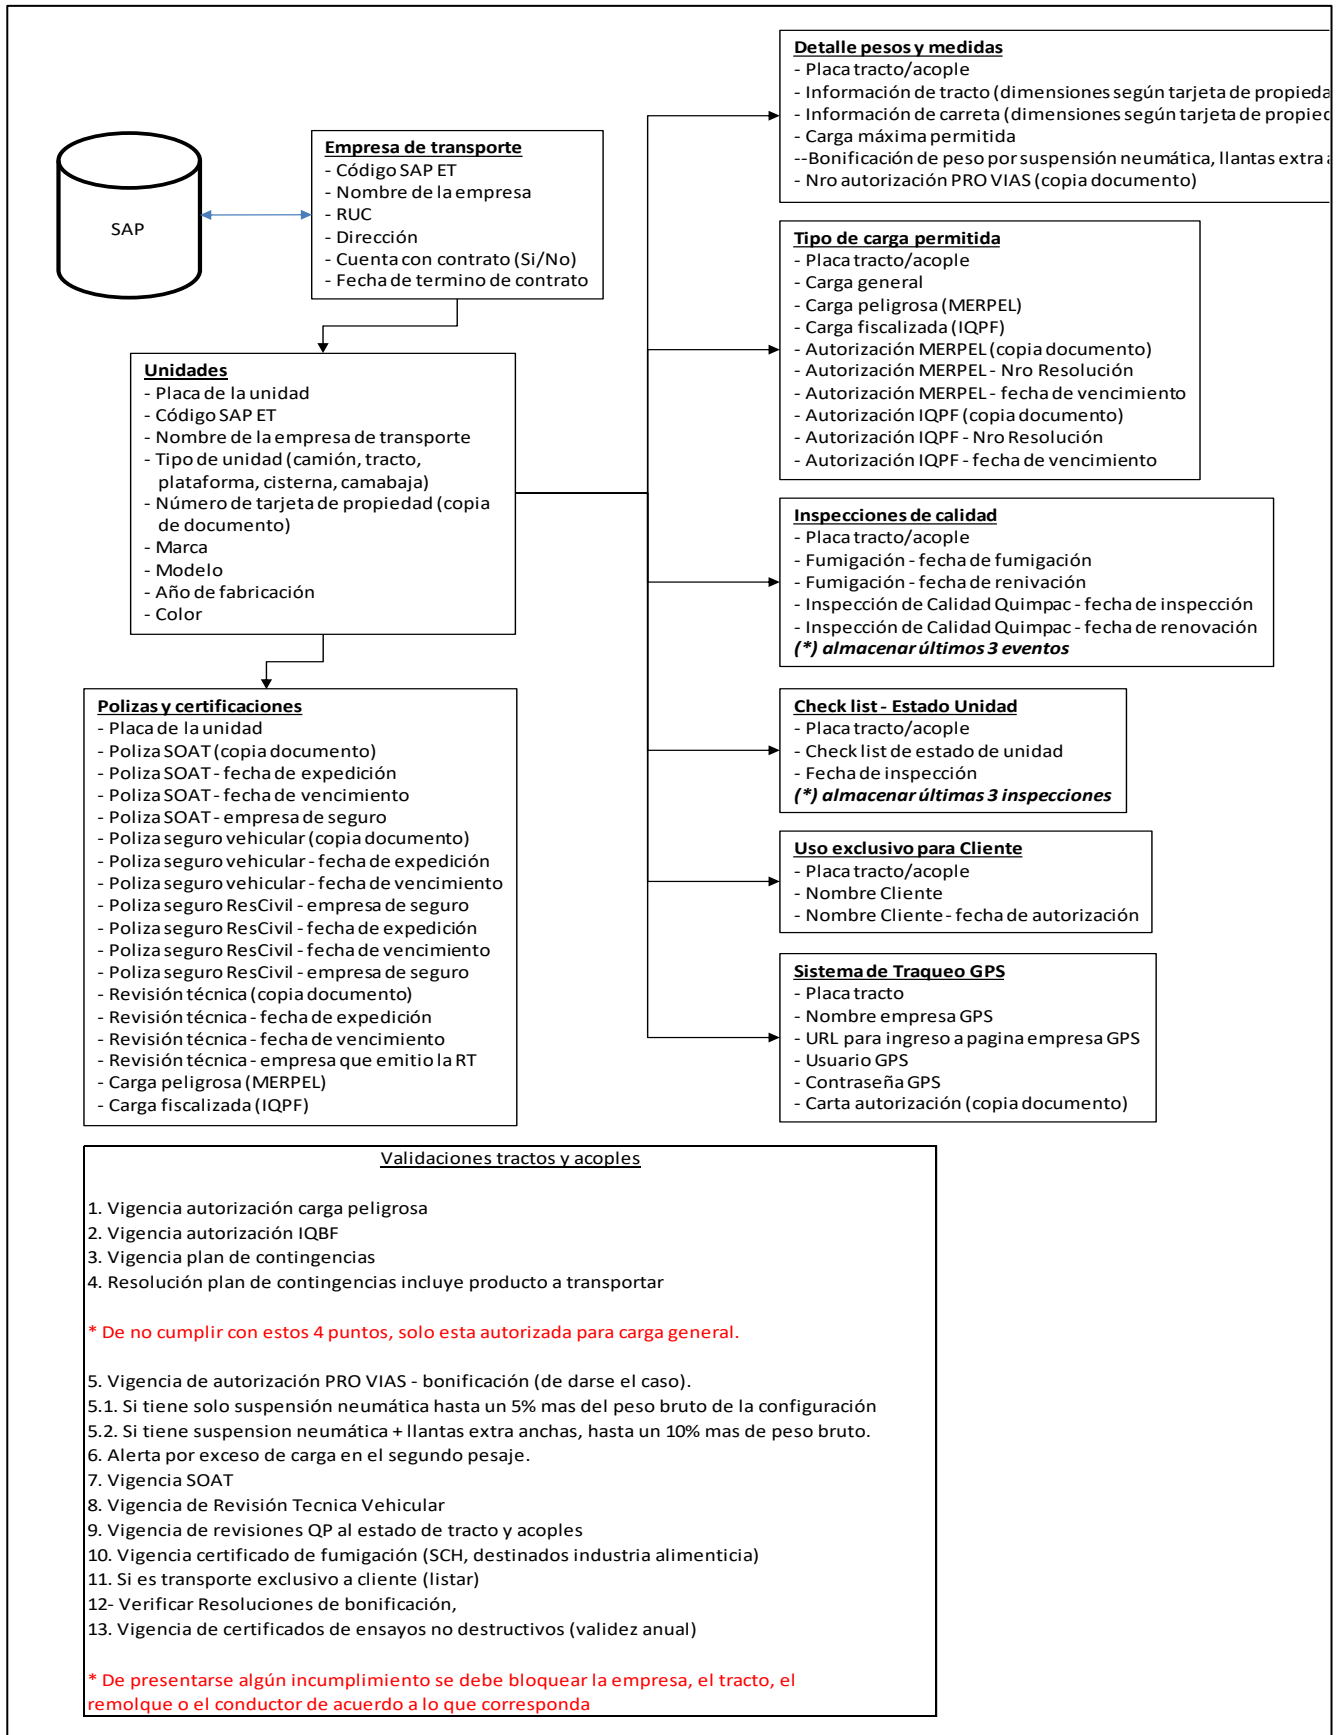 SAP
Empresa de transporte
- Código SAP ET
- Nombre de la empresa
- RUC
- Dirección
- Cuenta con contrato (Si/No)
- Fecha de termino de contrato
Unidades
- Placa de la unidad
- Código SAP ET
- Nombre de la empresa de transporte
- Tipo de unidad (camión, tracto,
plataforma, cisterna, camabaja)
- Número de tarjeta de propiedad (copia
de documento)
- Marca
- Modelo
- Año de fabricación
- Color
Polizas y certificaciones
- Placa de la unidad
- Poliza SOAT (copia documento)
- Poliza SOAT - fecha de expedición
- Poliza SOAT - fecha de vencimiento
- Poliza SOAT - empresa de seguro
- Poliza seguro vehicular (copia documento)
- Poliza seguro vehicular - fecha de expedición
- Poliza seguro vehicular - fecha de vencimiento
- Poliza seguro ResCivil - empresa de seguro
- Poliza seguro ResCivil - fecha de expedición
- Poliza seguro ResCivil - fecha de vencimiento
- Poliza seguro ResCivil - empresa de seguro
- Revisión técnica (copia documento)
- Revisión técnica - fecha de expedición
- Revisión técnica - fecha de vencimiento
- Revisión técnica - empresa que emitio la RT
- Carga peligrosa (MERPEL)
- Carga fiscalizada (IQPF)
Detalle pesos y medidas
- Placa tracto/acople
- Información de tracto (dimensiones según tarjeta de propieda
- Información de carreta (dimensiones según tarjeta de propied
- Carga máxima permitida
--Bonificación de peso por suspensión neumática, llantas extra a
- Nro autorización PRO VIAS (copia documento)
Tipo de carga permitida
- Placa tracto/acople
- Carga general
- Carga peligrosa (MERPEL)
- Carga fiscalizada (IQPF)
- Autorización MERPEL (copia documento)
- Autorización MERPEL - Nro Resolución
- Autorización MERPEL - fecha de vencimiento
- Autorización IQPF (copia documento)
- Autorización IQPF - Nro Resolución
- Autorización IQPF - fecha de vencimiento
Inspecciones de calidad
- Placa tracto/acople
- Fumigación - fecha de fumigación
- Fumigación - fecha de renivación
- Inspección de Calidad Quimpac - fecha de inspección
- Inspección de Calidad Quimpac - fecha de renovación
(*) almacenar últimos 3 eventos
Check list - Estado Unidad
- Placa tracto/acople
- Check list de estado de unidad
- Fecha de inspección
(*) almacenar últimas 3 inspecciones
Uso exclusivo para Cliente
- Placa tracto/acople
- Nombre Cliente
- Nombre Cliente - fecha de autorización
Sistema de Traqueo GPS
- Placa tracto
- Nombre empresa GPS
- URL para ingreso a pagina empresa GPS
- Usuario GPS
- Contraseña GPS
- Carta autorización (copia documento)
Validaciones tractos y acoples
1. Vigencia autorización carga peligrosa
2. Vigencia autorización IQBF
3. Vigencia plan de contingencias
4. Resolución plan de contingencias incluye producto a transportar
* De no cumplir con estos 4 puntos, solo esta autorizada para carga general.
5. Vigencia de autorización PRO VIAS - bonificación (de darse el caso).
5.1. Si tiene solo suspensión neumática hasta un 5% mas del peso bruto de la configuración
5.2. Si tiene suspension neumática + llantas extra anchas, hasta un 10% mas de peso bruto.
6. Alerta por exceso de carga en el segundo pesaje.
7. Vigencia SOAT
8. Vigencia de Revisión Tecnica Vehicular
9. Vigencia de revisiones QP al estado de tracto y acoples
10. Vigencia certificado de fumigación (SCH, destinados industria alimenticia)
11. Si es transporte exclusivo a cliente (listar)
12- Verificar Resoluciones de bonificación,
13. Vigencia de certificados de ensayos no destructivos (validez anual)
* De presentarse algún incumplimiento se debe bloquear la empresa, el tracto, el
remolque o el conductor de acuerdo a lo que corresponda